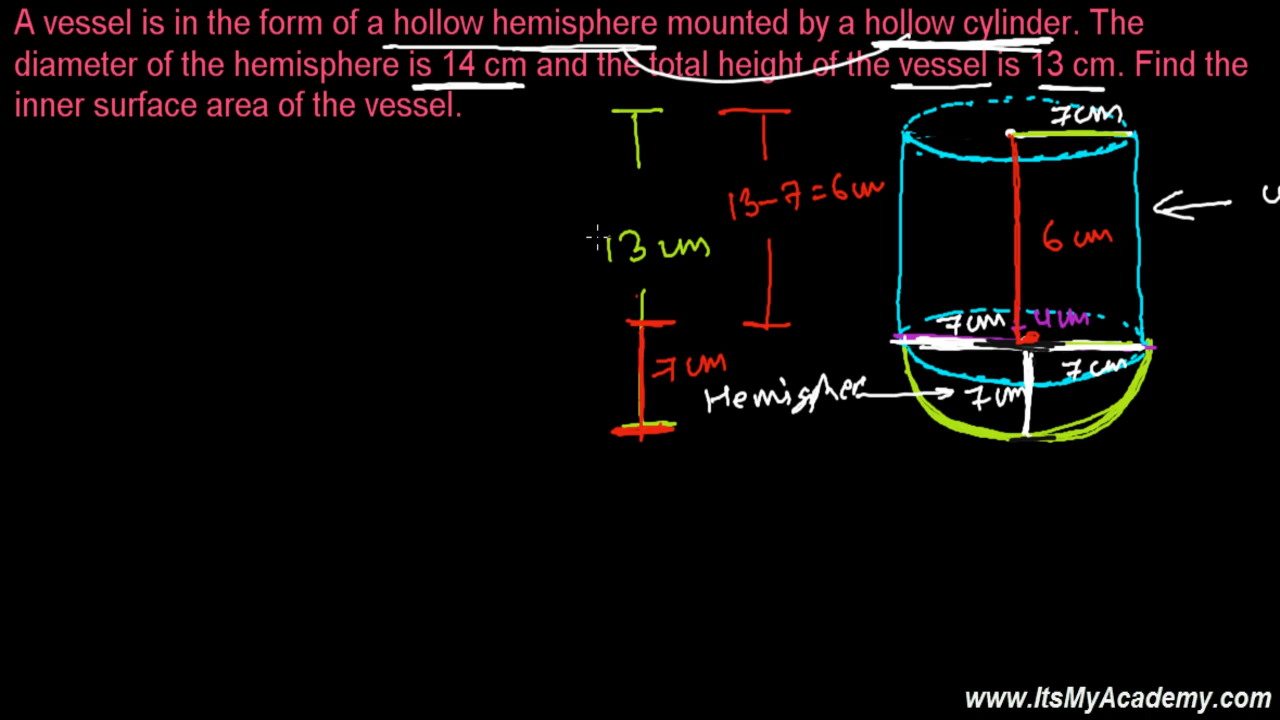 A vessel is in the form of a hollow hemisphere mounted by a hollow cylinder. The
diameter of the hemisphere is 14 cm and the total height of the vessel is 13 cm. Find the
inner surface area of the vessel.
7cm
13-7=6cm
13 cm
6 cm
7cm
7cm
7cm
Hemispher
7cm
www.ItsMyAcademy.com